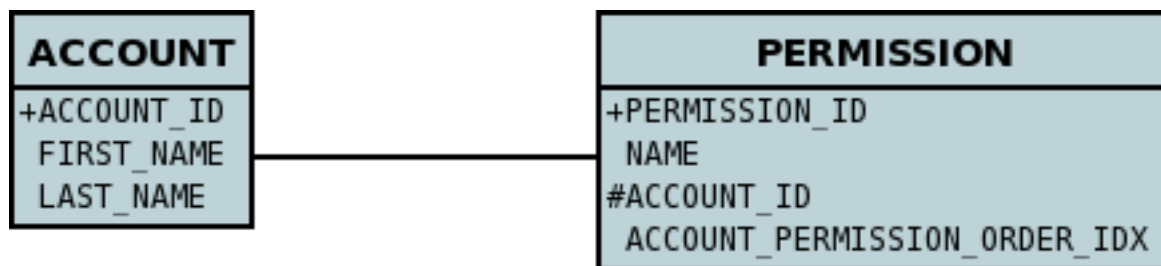 ACCOUNT
+ACCOUNT_ID
FIRST_NAME
LAST_NAME
PERMISSION
+PERMISSION_ID
NAME
#ACCOUNT_ID
ACCOUNT_PERMISSION_ORDER_IDX